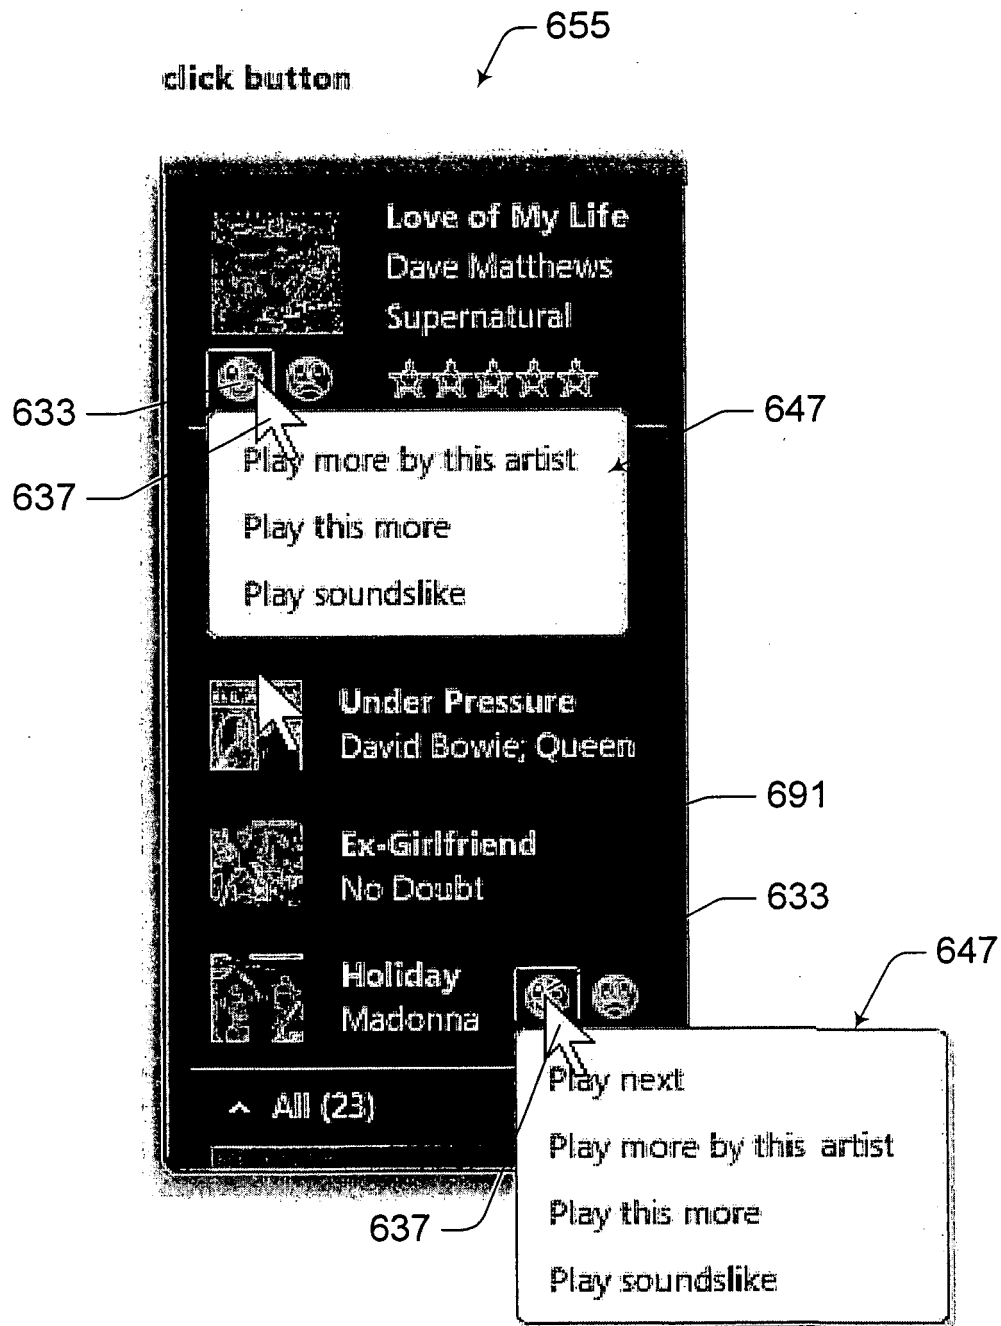 655
click button
Love of My Life
Dave Matthews
Supernatural
633
647
637
Play more by this artist
Play this more
Play soundslike
Under Pressure
David Bowie; Queen
691
Ex-Girlfriend
No Doubt
633
647
Holiday
Madonna
Play next
All (23)
Play more by this artist
637
Play this more
Play soundslike